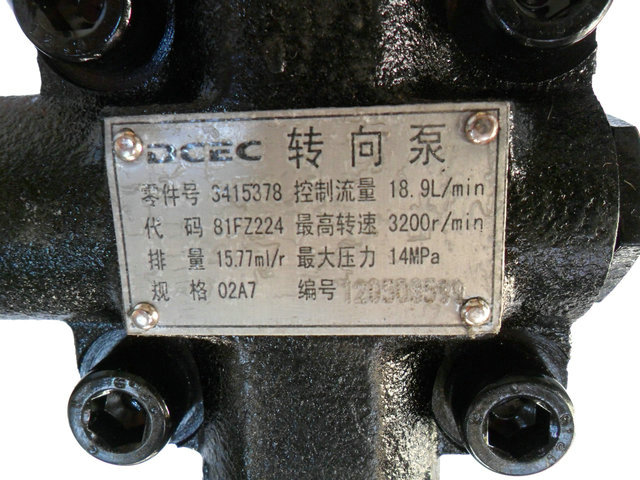 DCEC 转向泵
零件号 3415378 控制流量 18.9L/min
代码 81FZ224 最高转速 3200r/min
排量 15.77ml/r 最大压力 14MPa
规格 02A7 编号